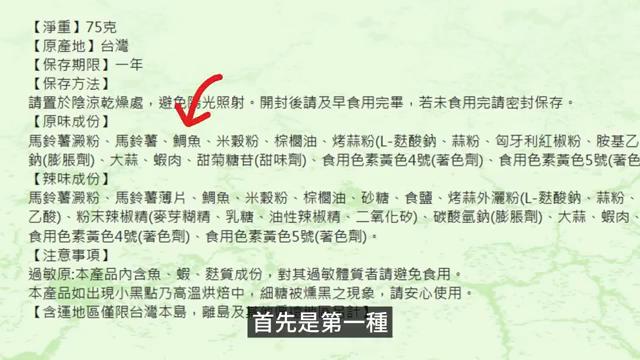 【淨重】75克
【原產地】台灣
【保存期限】一年
【保存方法】
請置於陰涼乾燥處，避免陽光照射。開封後請及早食用完畢，若未食用完請密封保存。
【原味成份】
馬鈴薯澱粉、馬鈴薯、鯛魚、米穀粉、棕櫚油、烤蒜粉(L-麩酸鈉、蒜粉、匈牙利紅椒粉、胺基乙
鈉(膨脹劑)、大蒜、蝦肉、甜菊糖苷(甜味劑)、食用色素黃色4號(著色劑)、食用色素黃色5號(著色
【辣味成份】
馬鈴薯澱粉、馬鈴薯薄片、鯛魚、米穀粉、棕櫚油、砂糖、食鹽、烤蒜外灑粉(L-麩酸鈉、蒜粉、
乙酸)、粉末辣椒精(麥芽糊精、乳糖、油性辣椒精、二氧化矽)、碳酸氫鈉(膨脹劑)、大蒜、蝦肉、
食用色素黃色4號(著色劑)、食用色素黃色5號(著色劑)。
【注意事項】
過敏原:本產品內含魚、蝦、麩質成份，對其過敏體質者請避免食用。
本產品如出現小黑點乃高溫烘焙中，細糖被燻黑之現象，請安心使用。
【含運地區僅限台灣本島，離島及
首先是第一種